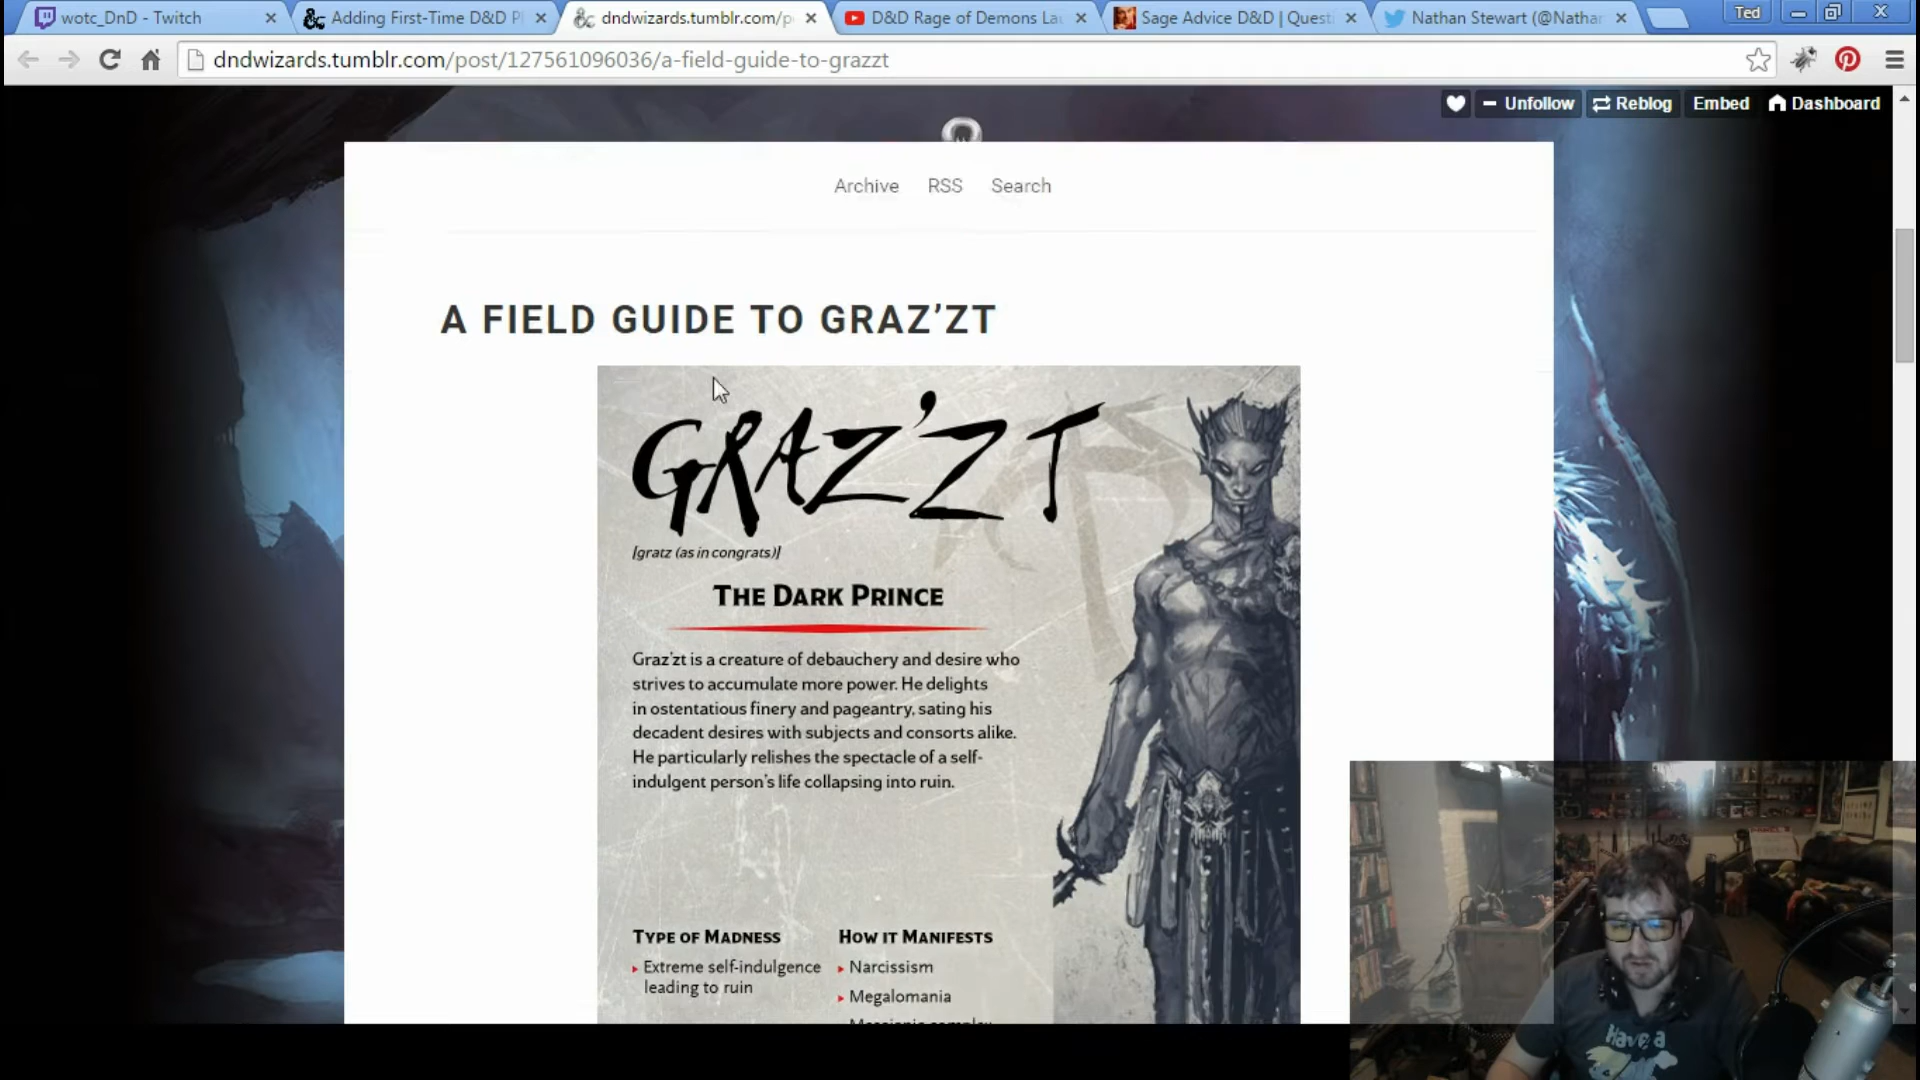 wotc_DnD - Twitch
Adding First-Time D&D P
dndwizards.tumblr.com/p
D&D Rage of Demons La
Sage Advice D&D | Quest
Nathan Stewart (@Natha
Ted
dndwizards.tumblr.com/post/127561096036/a-field-guide-to-grazzt
Unfollow
Reblog
Embed
Dashboard
Archive
RSS
Search
A FIELD GUIDE TO GRAZ’ZT
GRAZ’ZT
[gratz (as in congrats)]
THE DARK PRINCE
Graz’zt is a creature of debauchery and desire who
strives to accumulate more power. He delights
in ostentatious finery and pageantry, sating his
decadent desires with subjects and consorts alike.
He particularly relishes the spectacle of a self-
indulgent person’s life collapsing into ruin.
TYPE OF MADNESS
Extreme self-indulgence
leading to ruin
HOW IT MANIFESTS
Narcissism
Megalomania
Have a